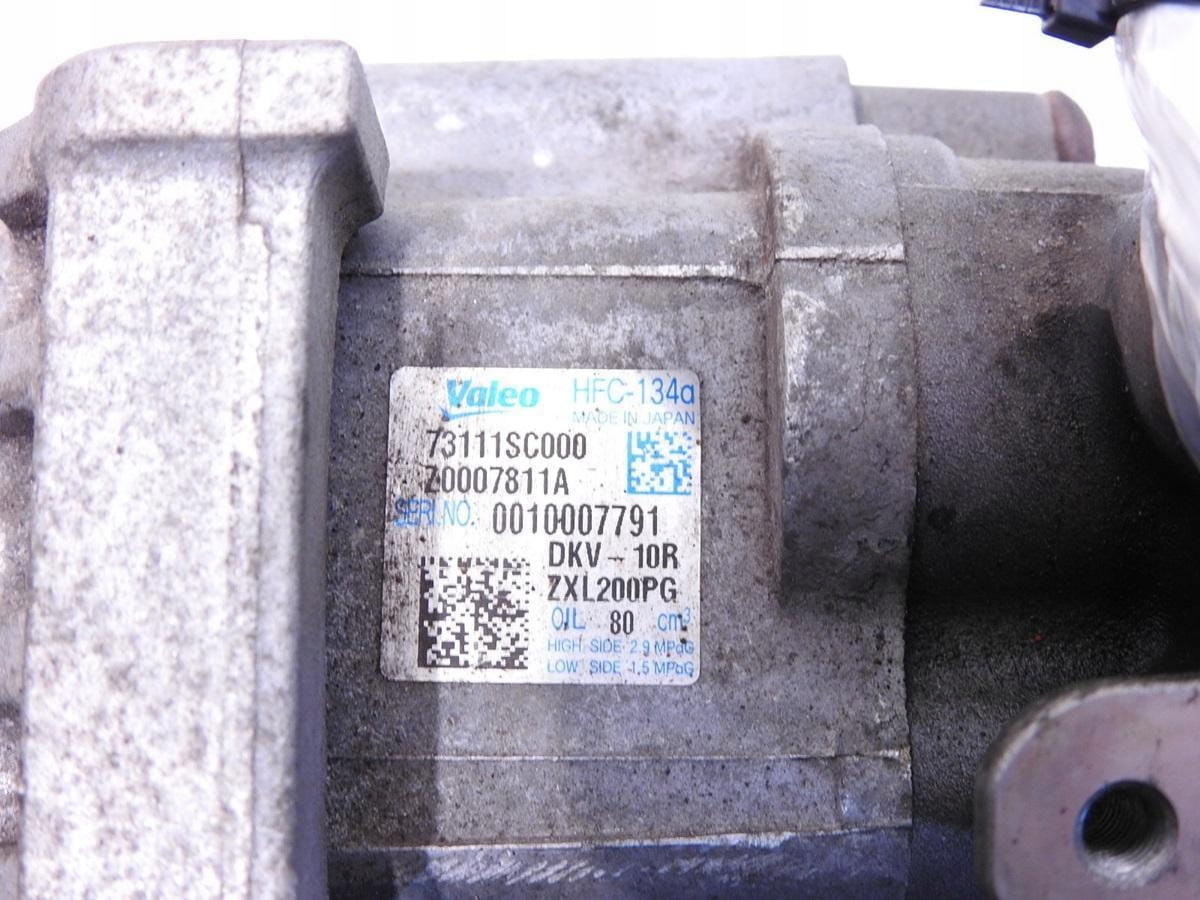 Valeo HFC-134a
MADE IN JAPAN
73111SC000
Z0007811A
SERI.NO. 0010007791
DKV-10R
ZXL200PG
OIL 80 cm³
HIGH SIDE 2.9 MPaG
LOW SIDE 1.5 MPaG